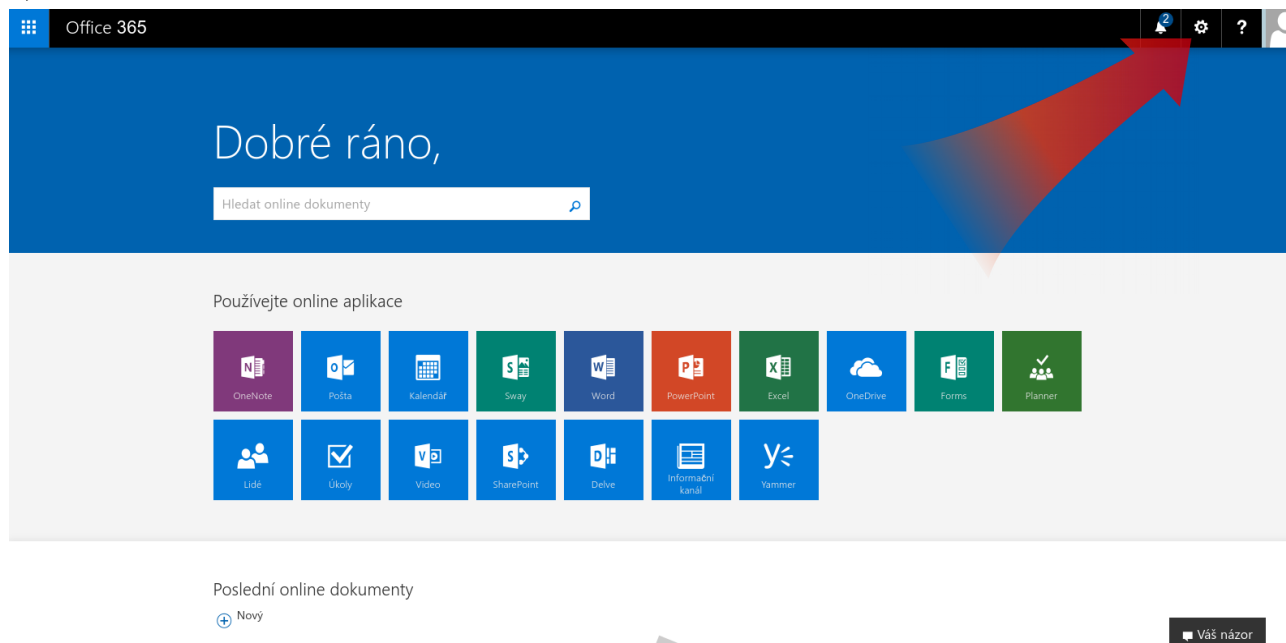 Office 365
2
?
Dobré ráno,
Hledat online dokumenty
Používejte online aplikace
N
OneNote
O
Pošta
Kalendář
S
Sway
W
Word
P
PowerPoint
X
Excel
OneDrive
F
Forms
Planner
Lidé
Úkoly
V
Video
S
SharePoint
D
Delve
Informační
kanál
Yammer
Poslední online dokumenty
Nový
Váš názor